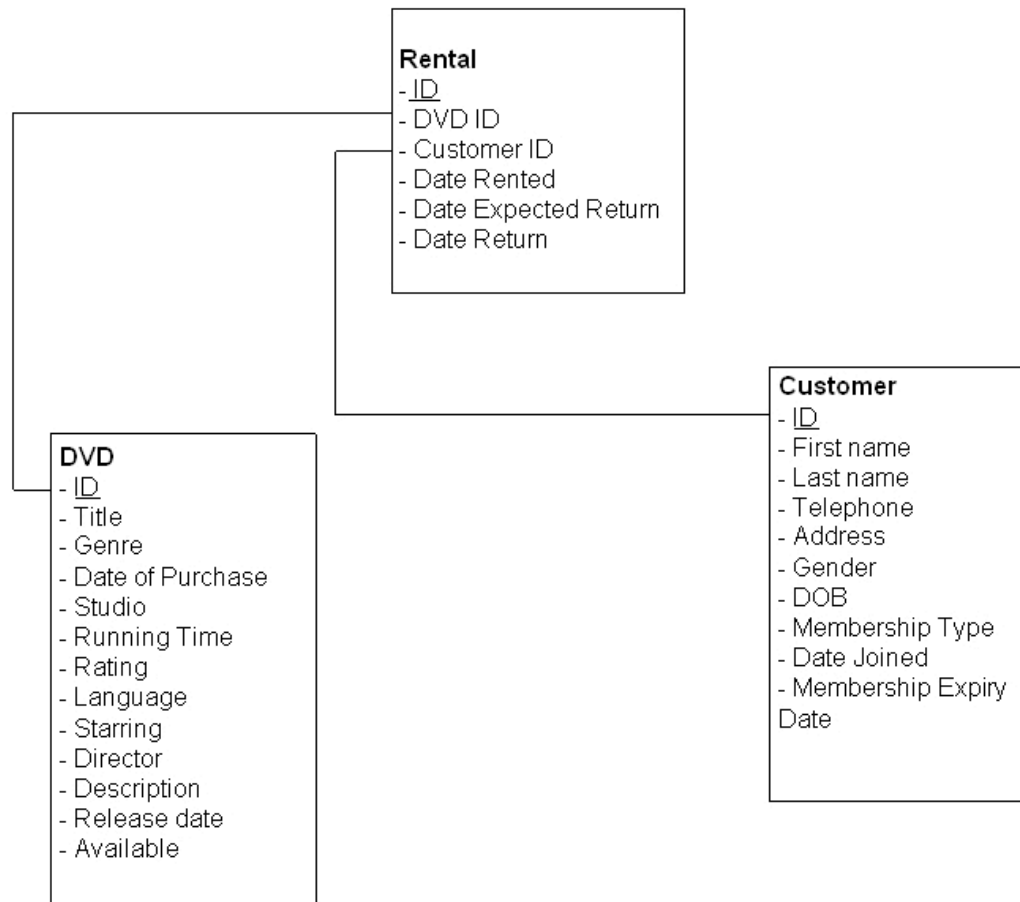 Rental
- ID
- DVD ID
- Customer ID
- Date Rented
- Date Expected Return
- Date Return
Customer
- ID
- First name
- Last name
- Telephone
- Address
- Gender
- DOB
- Membership Type
- Date Joined
- Membership Expiry
Date
DVD
- ID
- Title
- Genre
- Date of Purchase
- Studio
- Running Time
- Rating
- Language
- Starring
- Director
- Description
- Release date
- Available